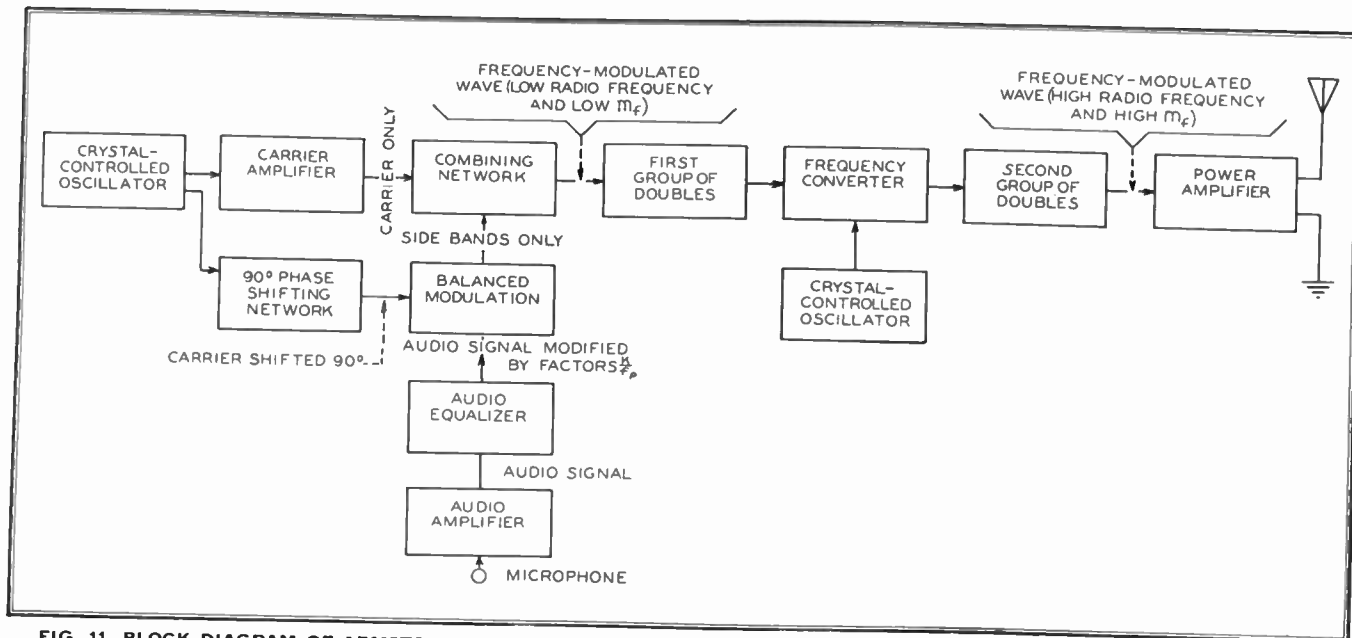 FREQUENCY-MODULATED
WAVE (LOW RADIO FREQUENCY
AND LOW mf)
FREQUENCY-MODULATED
WAVE (HIGH RADIO FREQUENCY
AND HIGH mf)
CRYSTAL-
CONTROLLED
OSCILLATOR
CARRIER
AMPLIFIER
CARRIER ONLY
COMBINING
NETWORK
FIRST
GROUP OF
DOUBLES
FREQUENCY
CONVERTER
SECOND
GROUP OF
DOUBLES
POWER
AMPLIFIER
SIDE BANDS ONLY
90° PHASE
SHIFTING
NETWORK
BALANCED
MODULATION
CRYSTAL-
CONTROLLED
OSCILLATOR
CARRIER SHIFTED 90°
AUDIO SIGNAL MODIFIED
BY FACTORS
AUDIO
EQUALIZER
AUDIO SIGNAL
AUDIO
AMPLIFIER
MICROPHONE
FIG. 11 BLOCK DIAGRAM OF